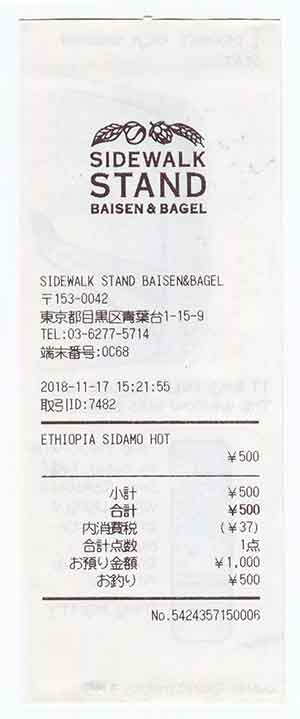 SIDEWALK
STAND
BAISEN & BAGEL
SIDEWALK STAND BAISEN&BAGEL
〒153-0042
東京都目黒区青葉台1-15-9
TEL:03-6277-5714
端末番号:0C68
2018-11-17 15:21:55
取引ID:7482
ETHIOPIA SIDAMO HOT
¥500
小計 ¥500
合計 ¥500
内消費税 (¥37)
合計点数 1点
お預り金額 ¥1,000
お釣り ¥500
No.5424357150006